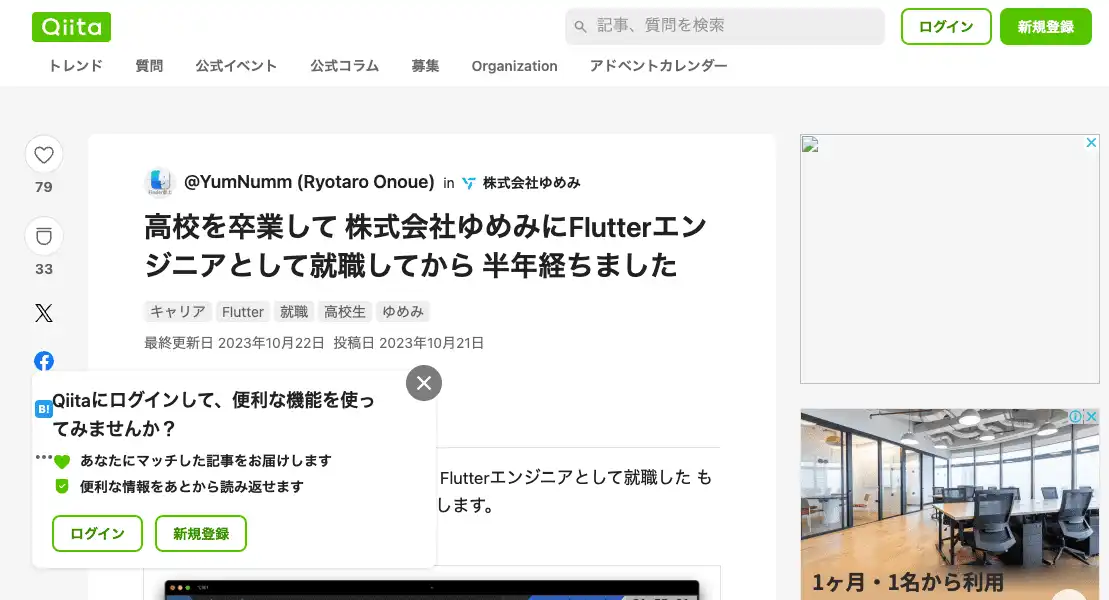 Qiita
記事、質問を検索
ログイン
新規登録
トレンド 質問 公式イベント 公式コラム 募集 Organization アドベントカレンダー
79
33
@YumNumm (Ryotaro Onoue) in 株式会社ゆめみ
高校を卒業して 株式会社ゆめみにFlutterエン
ジニアとして就職してから 半年経ちました
キャリア Flutter 就職 高校生 ゆめみ
最終更新日 2023年10月22日 投稿日 2023年10月21日
B!
Qiitaにログインして、便利な機能を使っ
てみませんか？
あなたにマッチした記事をお届けします
便利な情報をあとから読み返せます
ログイン 新規登録
Flutterエンジニアとして就職した も
します。
1ヶ月・1名から利用